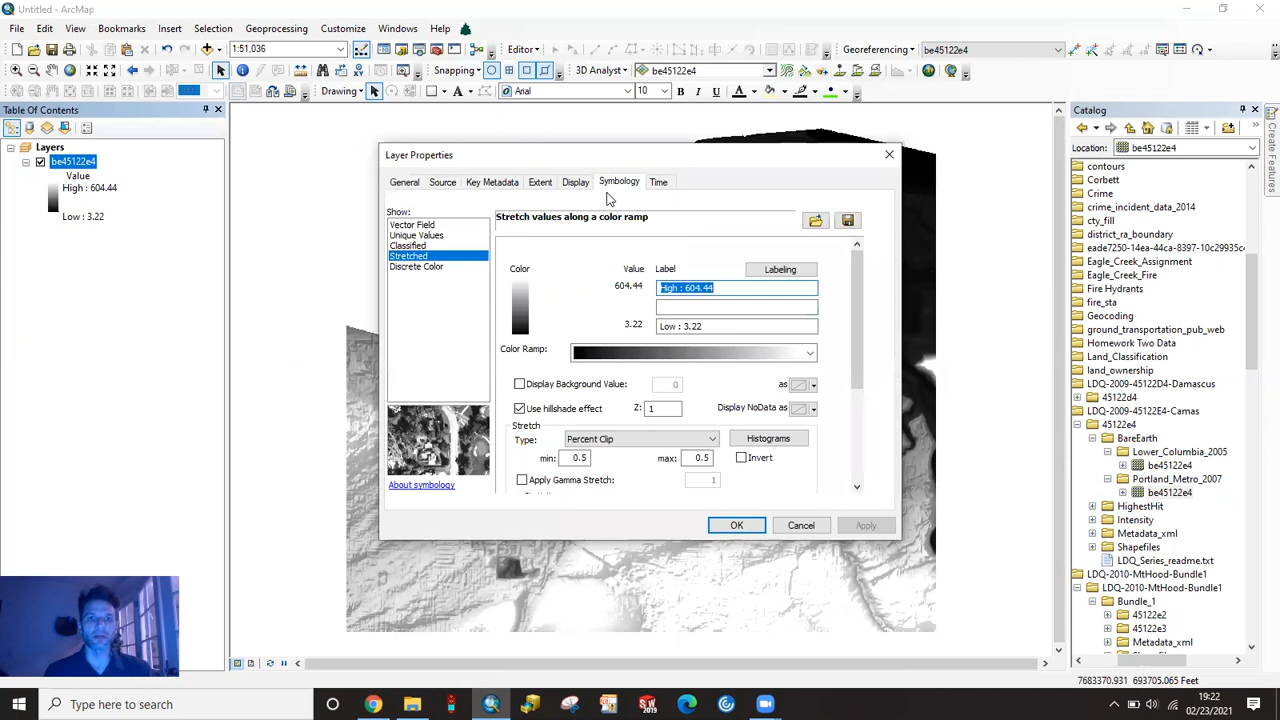 Untitled - ArcMap
File Edit View Bookmarks Insert Selection Geoprocessing Customize Windows Help
1:51,036 Editor Georeferencing be45122e4
Snapping 3D Analyst be45122e4
Drawing Arial 10 B I U A
Table Of Contents
Layers
be45122e4
Value
High : 604.44
Low : 3.22
Layer Properties
General Source Key Metadata Extent Display Symbology Time
Show:
Vector Field
Unique Values
Classified
Stretched
Discrete Color
About symbology
Stretch values along a color ramp
Color Value Label Labeling
604.44 High : 604.44
3.22 Low : 3.22
Color Ramp:
Display Background Value: 0 as
Use hillshade effect Z: 1 Display NoData as
Stretch
Type: Percent Clip Histograms
min: 0.5 max: 0.5 Invert
Apply Gamma Stretch: 1
OK Cancel Apply
Catalog
Location: be45122e4
contours
Corbett
Crime
crime_incident_data_2014
cty_fill
district_ra_boundary
eade7250-14ea-44ca-8397-10c29935c
Eagle_Creek_Assignment
Eagle_Creek_Fire
Fire Hydrants
fire_sta
Geocoding
ground_transportation_pub_web
Homework Two Data
Land_Classification
land_ownership
LDQ-2009-45122D4-Damascus
45122d4
LDQ-2009-45122E4-Camas
45122e4
BareEarth
Lower_Columbia_2005
be45122e4
Portland_Metro_2007
be45122e4
HighestHit
Intensity
Metadata_xml
Shapefiles
LDQ_Series_readme.txt
LDQ-2010-MtHood-Bundle1
LDQ-2010-MtHood-Bundle1
Bundle_1
45122e2
45122e3
Metadata_xml
Create Features
7683370.931 693705.065 Feet
Type here to search
SW
2019
19:22
02/23/2021